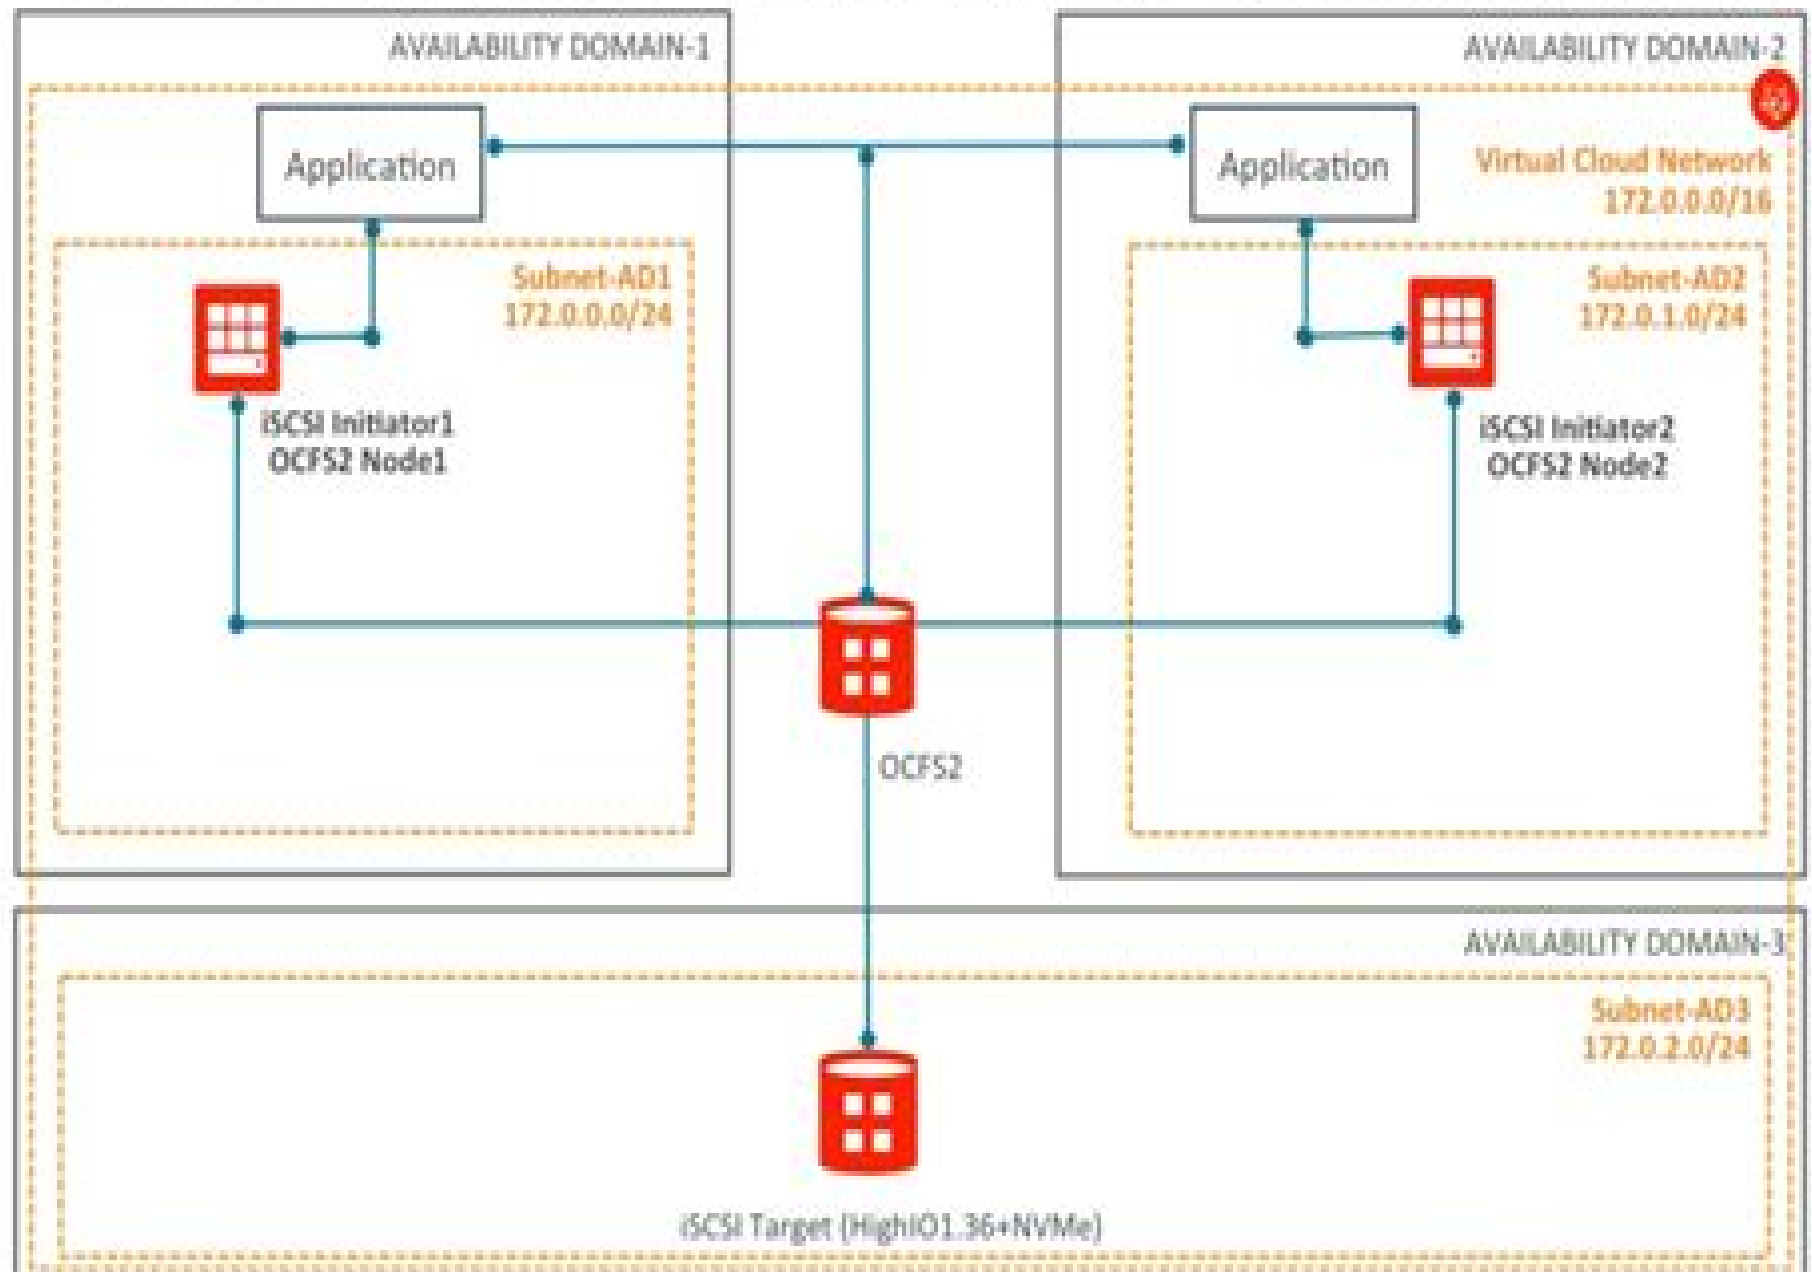 AVAILABILITY DOMAIN-1
AVAILABILITY DOMAIN-2
Application
Application
Virtual Cloud Network
172.0.0.0/16
Subnet-AD1
172.0.0.0/24
Subnet-AD2
172.0.1.0/24
iSCSI Initiator1
OCFS2 Node1
iSCSI Initiator2
OCFS2 Node2
OCFS2
AVAILABILITY DOMAIN-3
Subnet-AD3
172.0.2.0/24
iSCSI Target (HighIO1.36+NVMe)